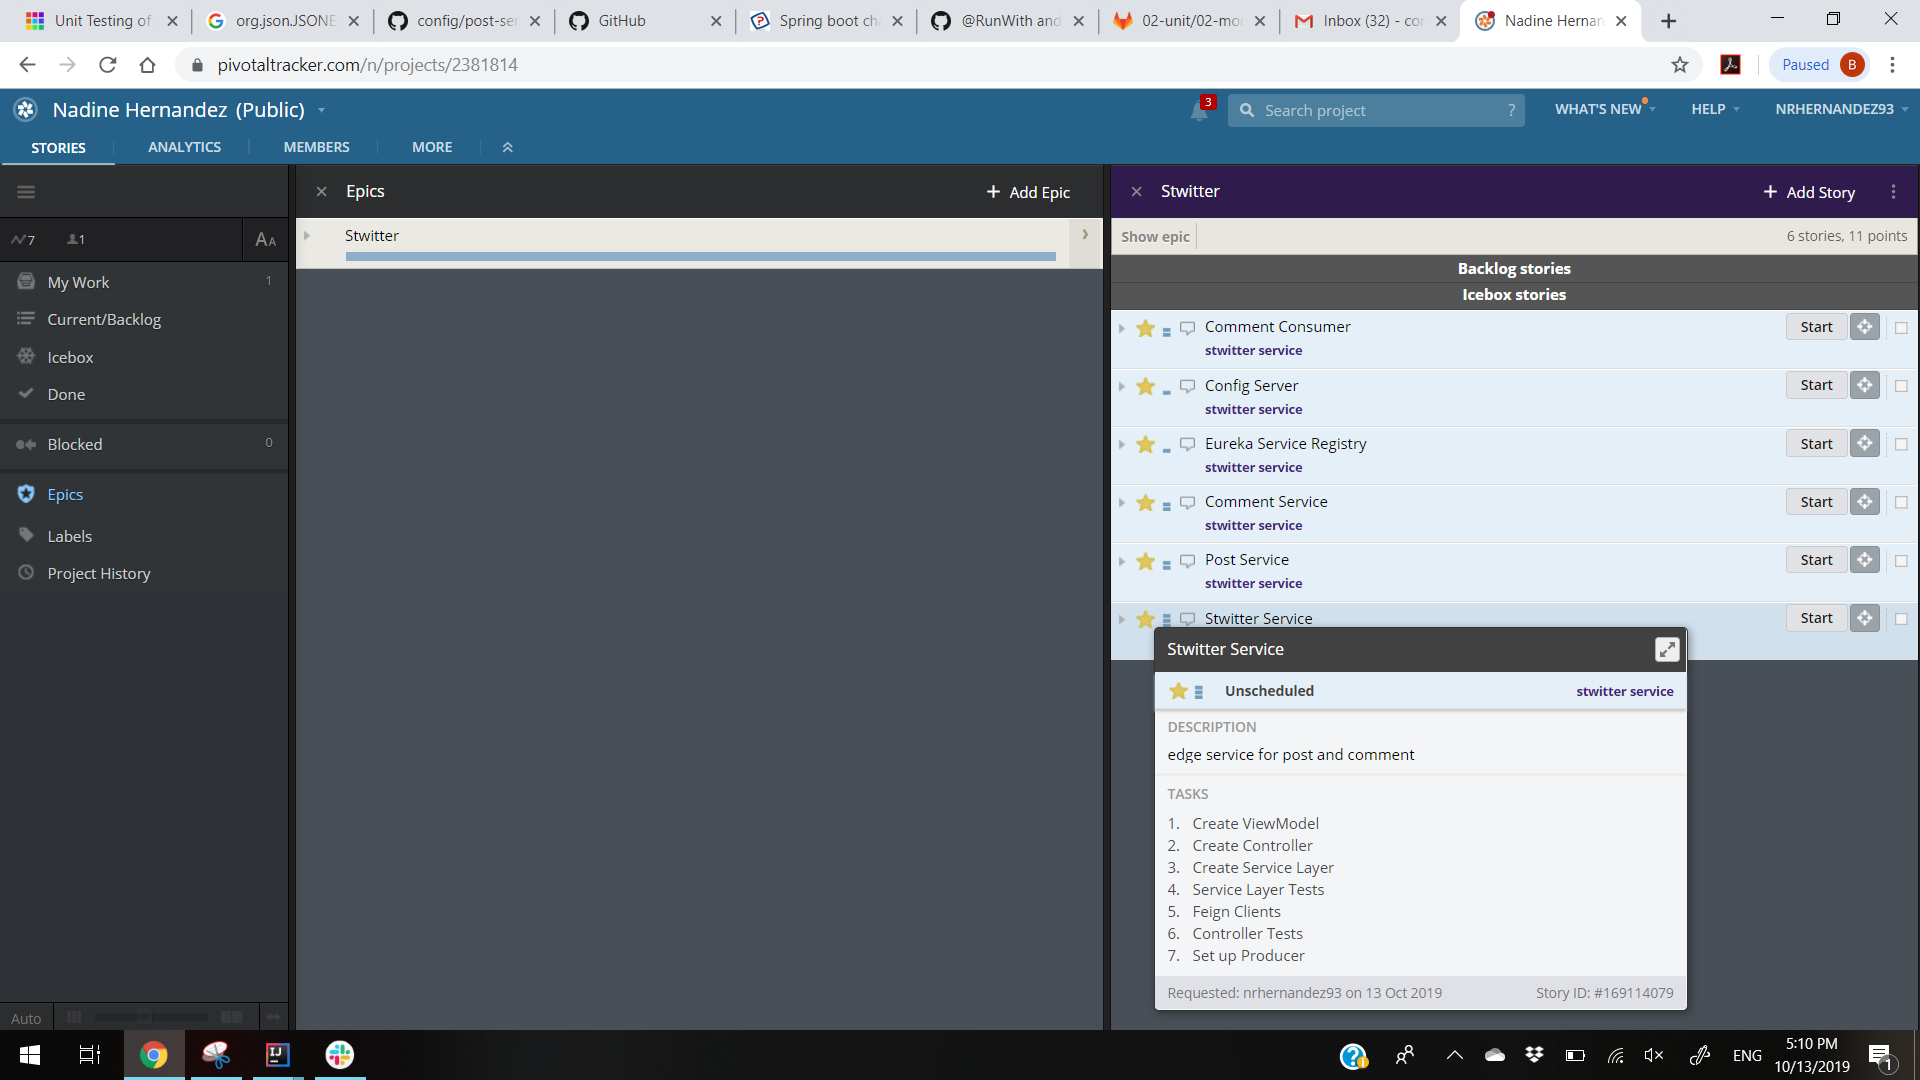 Unit Testing of
org.json.JSONE
config/post-ser
GitHub
Spring boot ch
@RunWith and
02-unit/02-mo
Inbox (32) - co
Nadine Hernan
pivotaltracker.com/n/projects/2381814
Paused B
Nadine Hernandez (Public)
3
Search project ?
WHAT'S NEW
HELP
NRHERNANDEZ93
STORIES
ANALYTICS
MEMBERS
MORE
7
1
AA
My Work 1
Current/Backlog
Icebox
Done
Blocked 0
Epics
Labels
Project History
Auto
Epics
+ Add Epic
Stwitter
Stwitter
+ Add Story
Show epic
6 stories, 11 points
Backlog stories
Icebox stories
Comment Consumer
stwitter service
Start
Config Server
stwitter service
Start
Eureka Service Registry
stwitter service
Start
Comment Service
stwitter service
Start
Post Service
stwitter service
Start
Stwitter Service
Start
Stwitter Service
Unscheduled
stwitter service
DESCRIPTION
edge service for post and comment
TASKS
1. Create ViewModel
2. Create Controller
3. Create Service Layer
4. Service Layer Tests
5. Feign Clients
6. Controller Tests
7. Set up Producer
Requested: nrhernandez93 on 13 Oct 2019
Story ID: #169114079
IJ
ENG
5:10 PM
10/13/2019
1